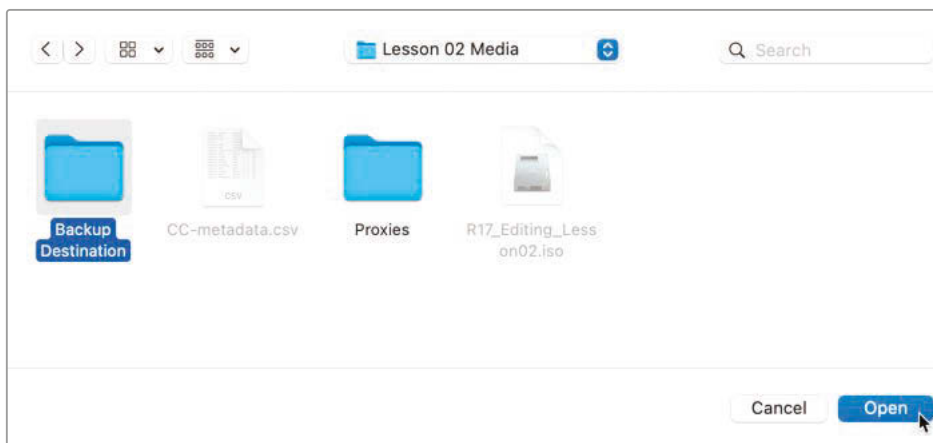 Lesson 02 Media
Search
CSV
Backup
Destination
CC-metadata.csv
Proxies
R17_Editing_Less
on02.iso
Cancel
Open